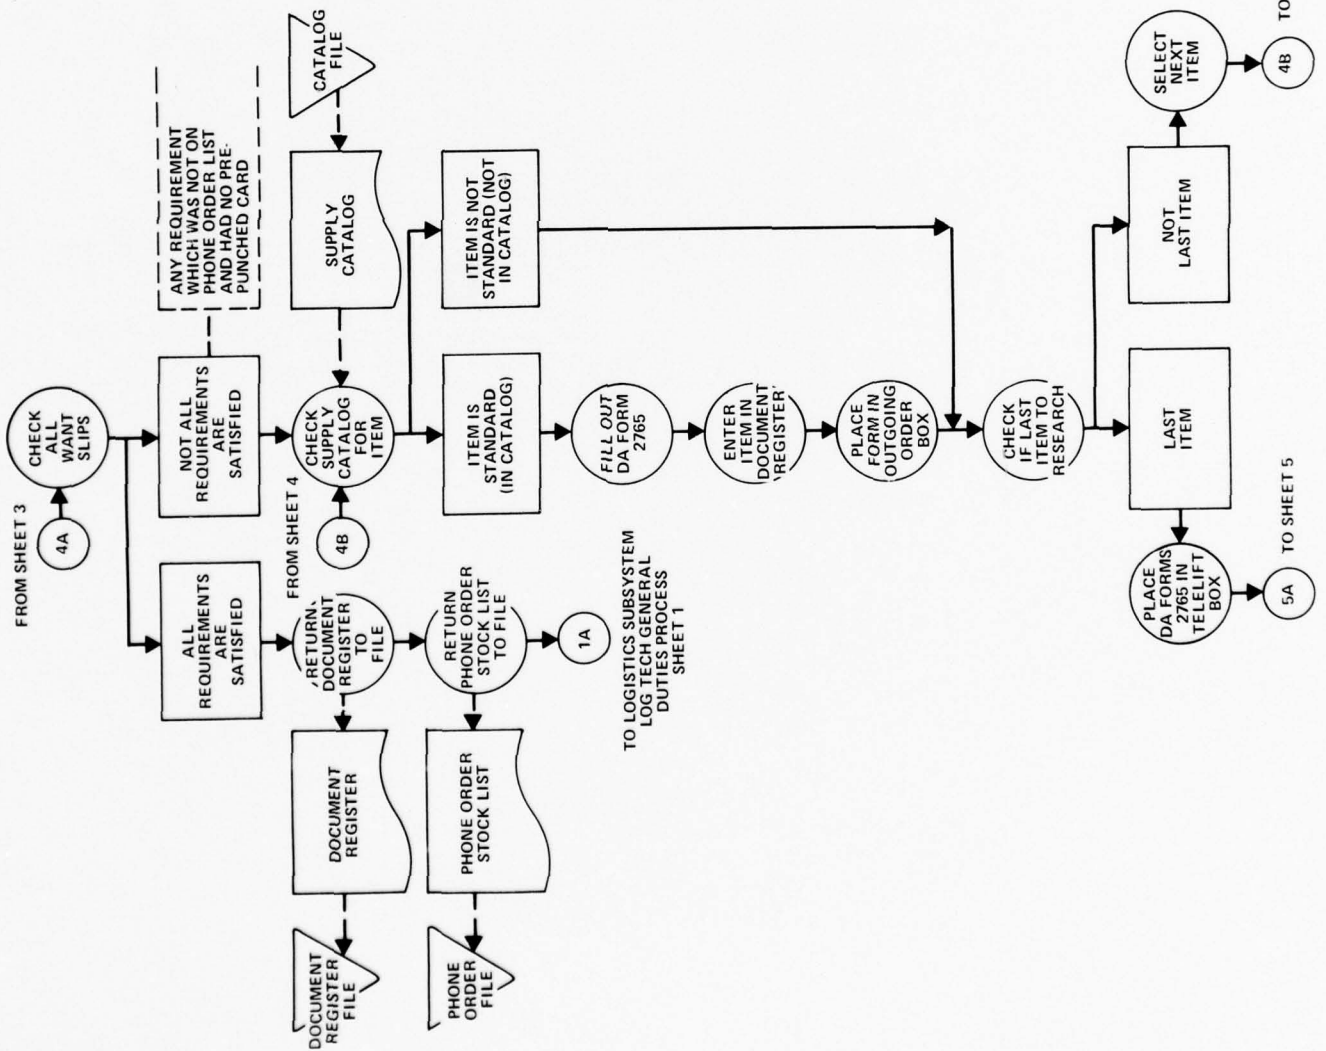 FROM SHEET 3
4A
CHECK
ALL
WANT
SLIPS
ALL
REQUIREMENTS
ARE
SATISFIED
NOT ALL
REQUIREMENTS
ARE
SATISFIED
ANY REQUIREMENT
WHICH WAS NOT ON
PHONE ORDER LIST
AND HAD NO PRE-
PUNCHED CARD
DOCUMENT
REGISTER
FILE
DOCUMENT
REGISTER
RETURN
DOCUMENT
REGISTER
TO
FILE
FROM SHEET 4
4B
CHECK
SUPPLY
CATALOG
FOR
ITEM
SUPPLY
CATALOG
CATALOG
FILE
PHONE
ORDER
FILE
PHONE ORDER
STOCK LIST
RETURN
PHONE ORDER
STOCK LIST
TO FILE
ITEM IS
STANDARD
(IN CATALOG)
ITEM IS NOT
STANDARD (NOT
IN CATALOG)
1A
TO LOGISTICS SUBSYSTEM
LOG TECH GENERAL
DUTIES PROCESS
SHEET 1
FILL OUT
DA FORM
2765
ENTER
ITEM IN
DOCUMENT
REGISTER
PLACE
FORM IN
OUTGOING
ORDER
BOX
CHECK
IF LAST
ITEM TO
RESEARCH
LAST
ITEM
NOT
LAST ITEM
PLACE
DA FORMS
2765 IN
TELELIFT
BOX
SELECT
NEXT
ITEM
5A
TO SHEET 5
4B
TO